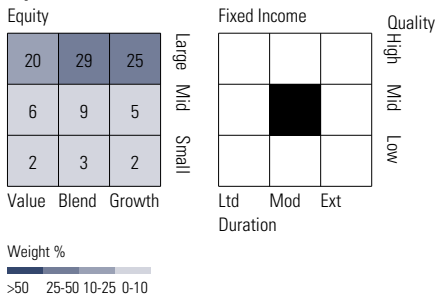 Equity
20 29 25 Large
6 9 5 Mid
2 3 2 Small
Value Blend Growth
Fixed Income
Quality
High
Mid
Low
Ltd Mod Ext
Duration
Weight %
>50 25-50 10-25 0-10